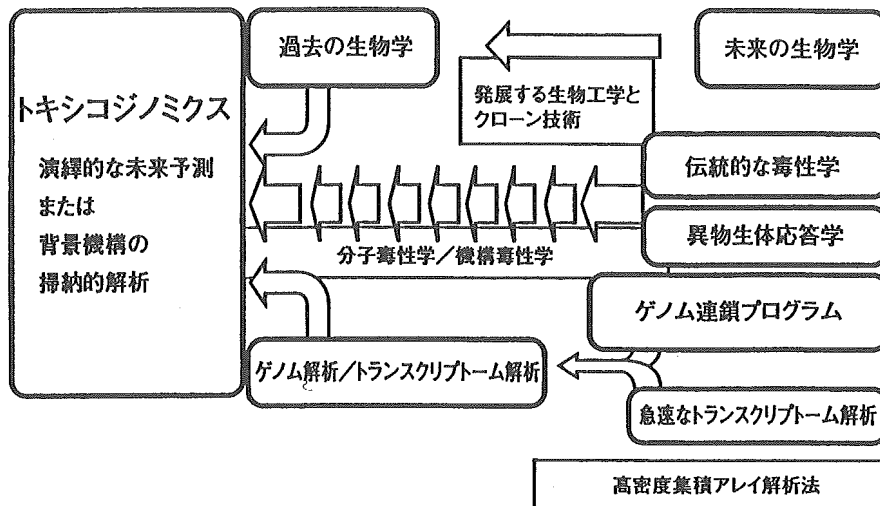 過去の生物学
未来の生物学
トキシコジノミクス
発展する生物工学と
クローン技術
演繹的な未来予測
または
背景機構の
掃納的解析
伝統的な毒性学
異物生体応答学
分子毒性学/機構毒性学
ゲノム連鎖プログラム
ゲノム解析/トランスクリプトーム解析
急速なトランスクリプトーム解析
高密度集積アレイ解析法